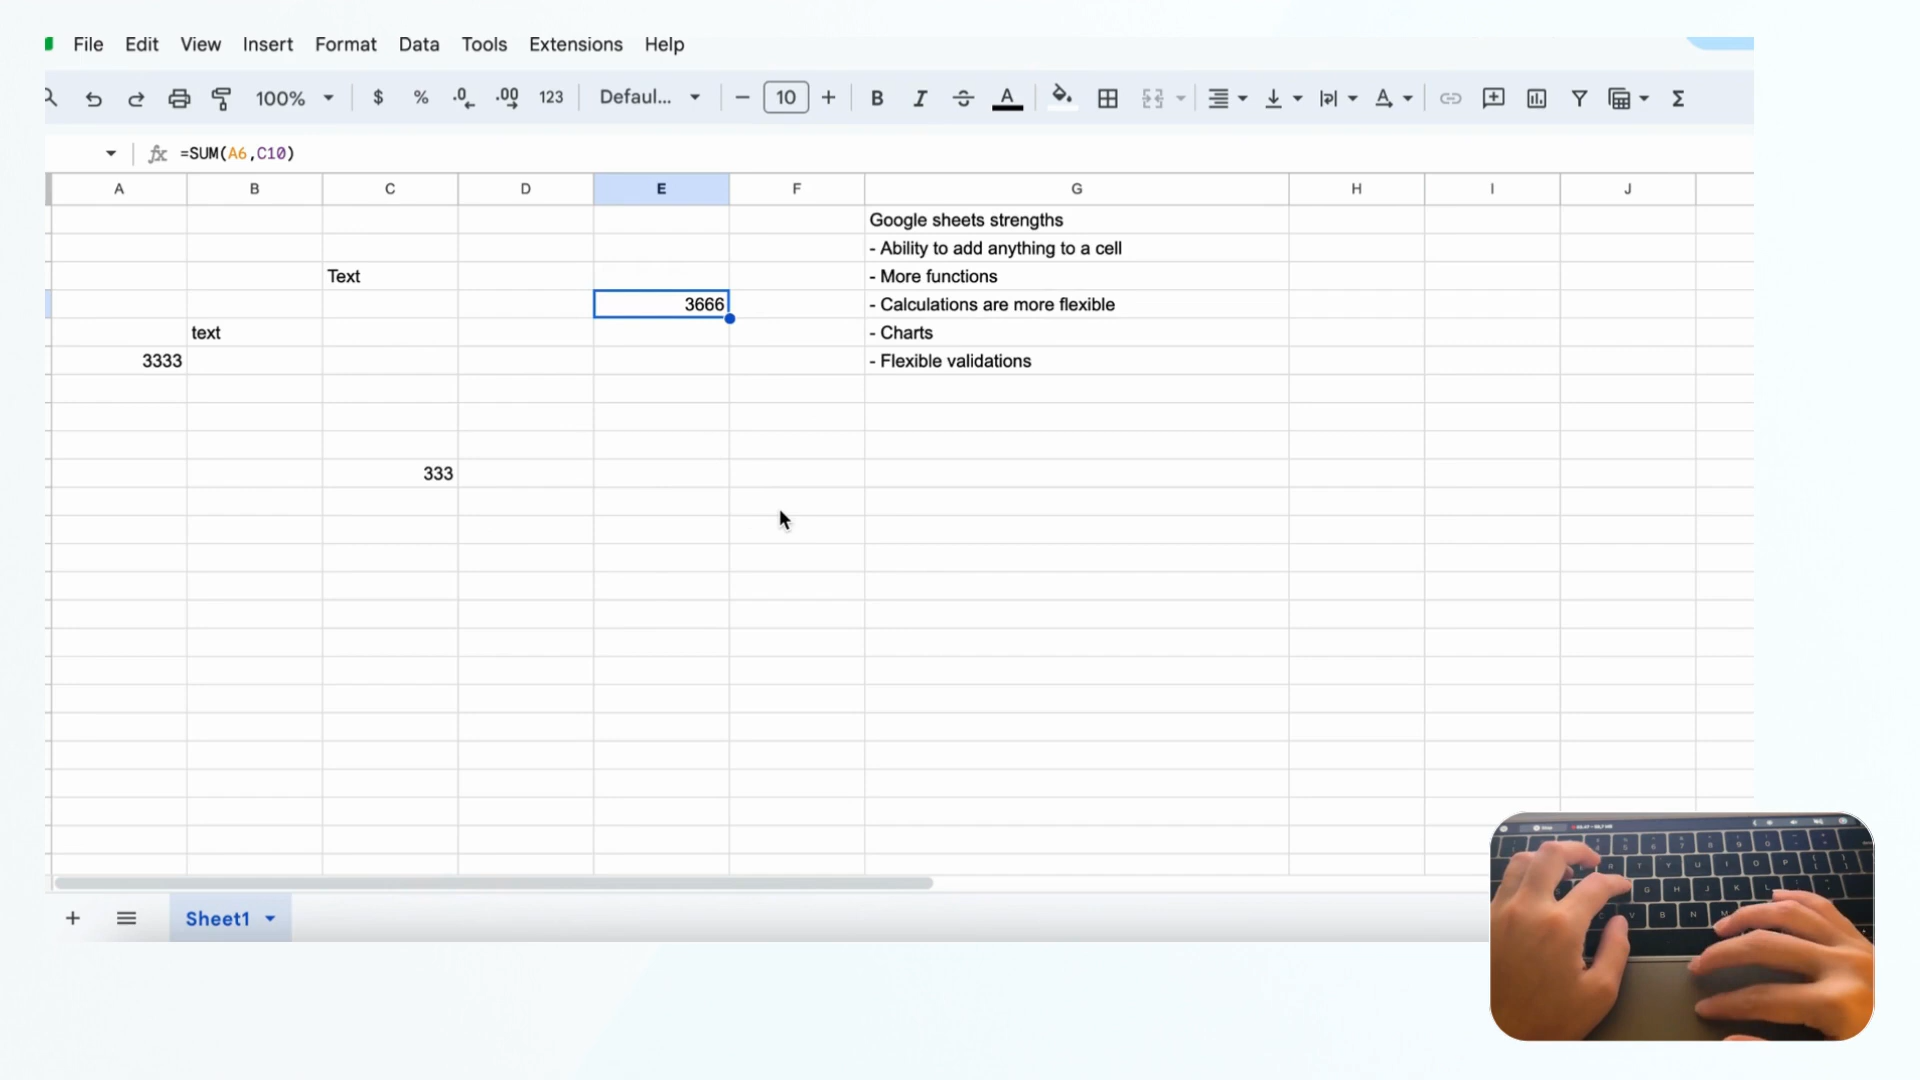 File Edit View Insert Format Data Tools Extensions Help
100% $ % .0 .00 123 Defaul... 10 B I S A A Σ
fx =SUM(A6,C10)
A B C D E F G H I J
Google sheets strengths
- Ability to add anything to a cell
Text - More functions
3666 - Calculations are more flexible
text - Charts
3333 - Flexible validations
333
Sheet1